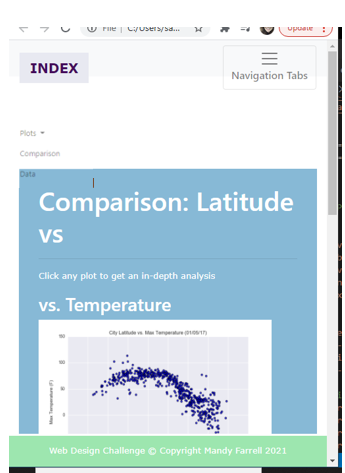 File | C:/Users/sa...
Update
INDEX
Navigation Tabs
Plots
Comparison
Data
Comparison: Latitude
vs
Click any plot to get an in-depth analysis
vs. Temperature
City Latitude vs. Max Temperature (01/05/17)
150
100
50
0
Max Temperature (F)
Web Design Challenge © Copyright Mandy Farrell 2021